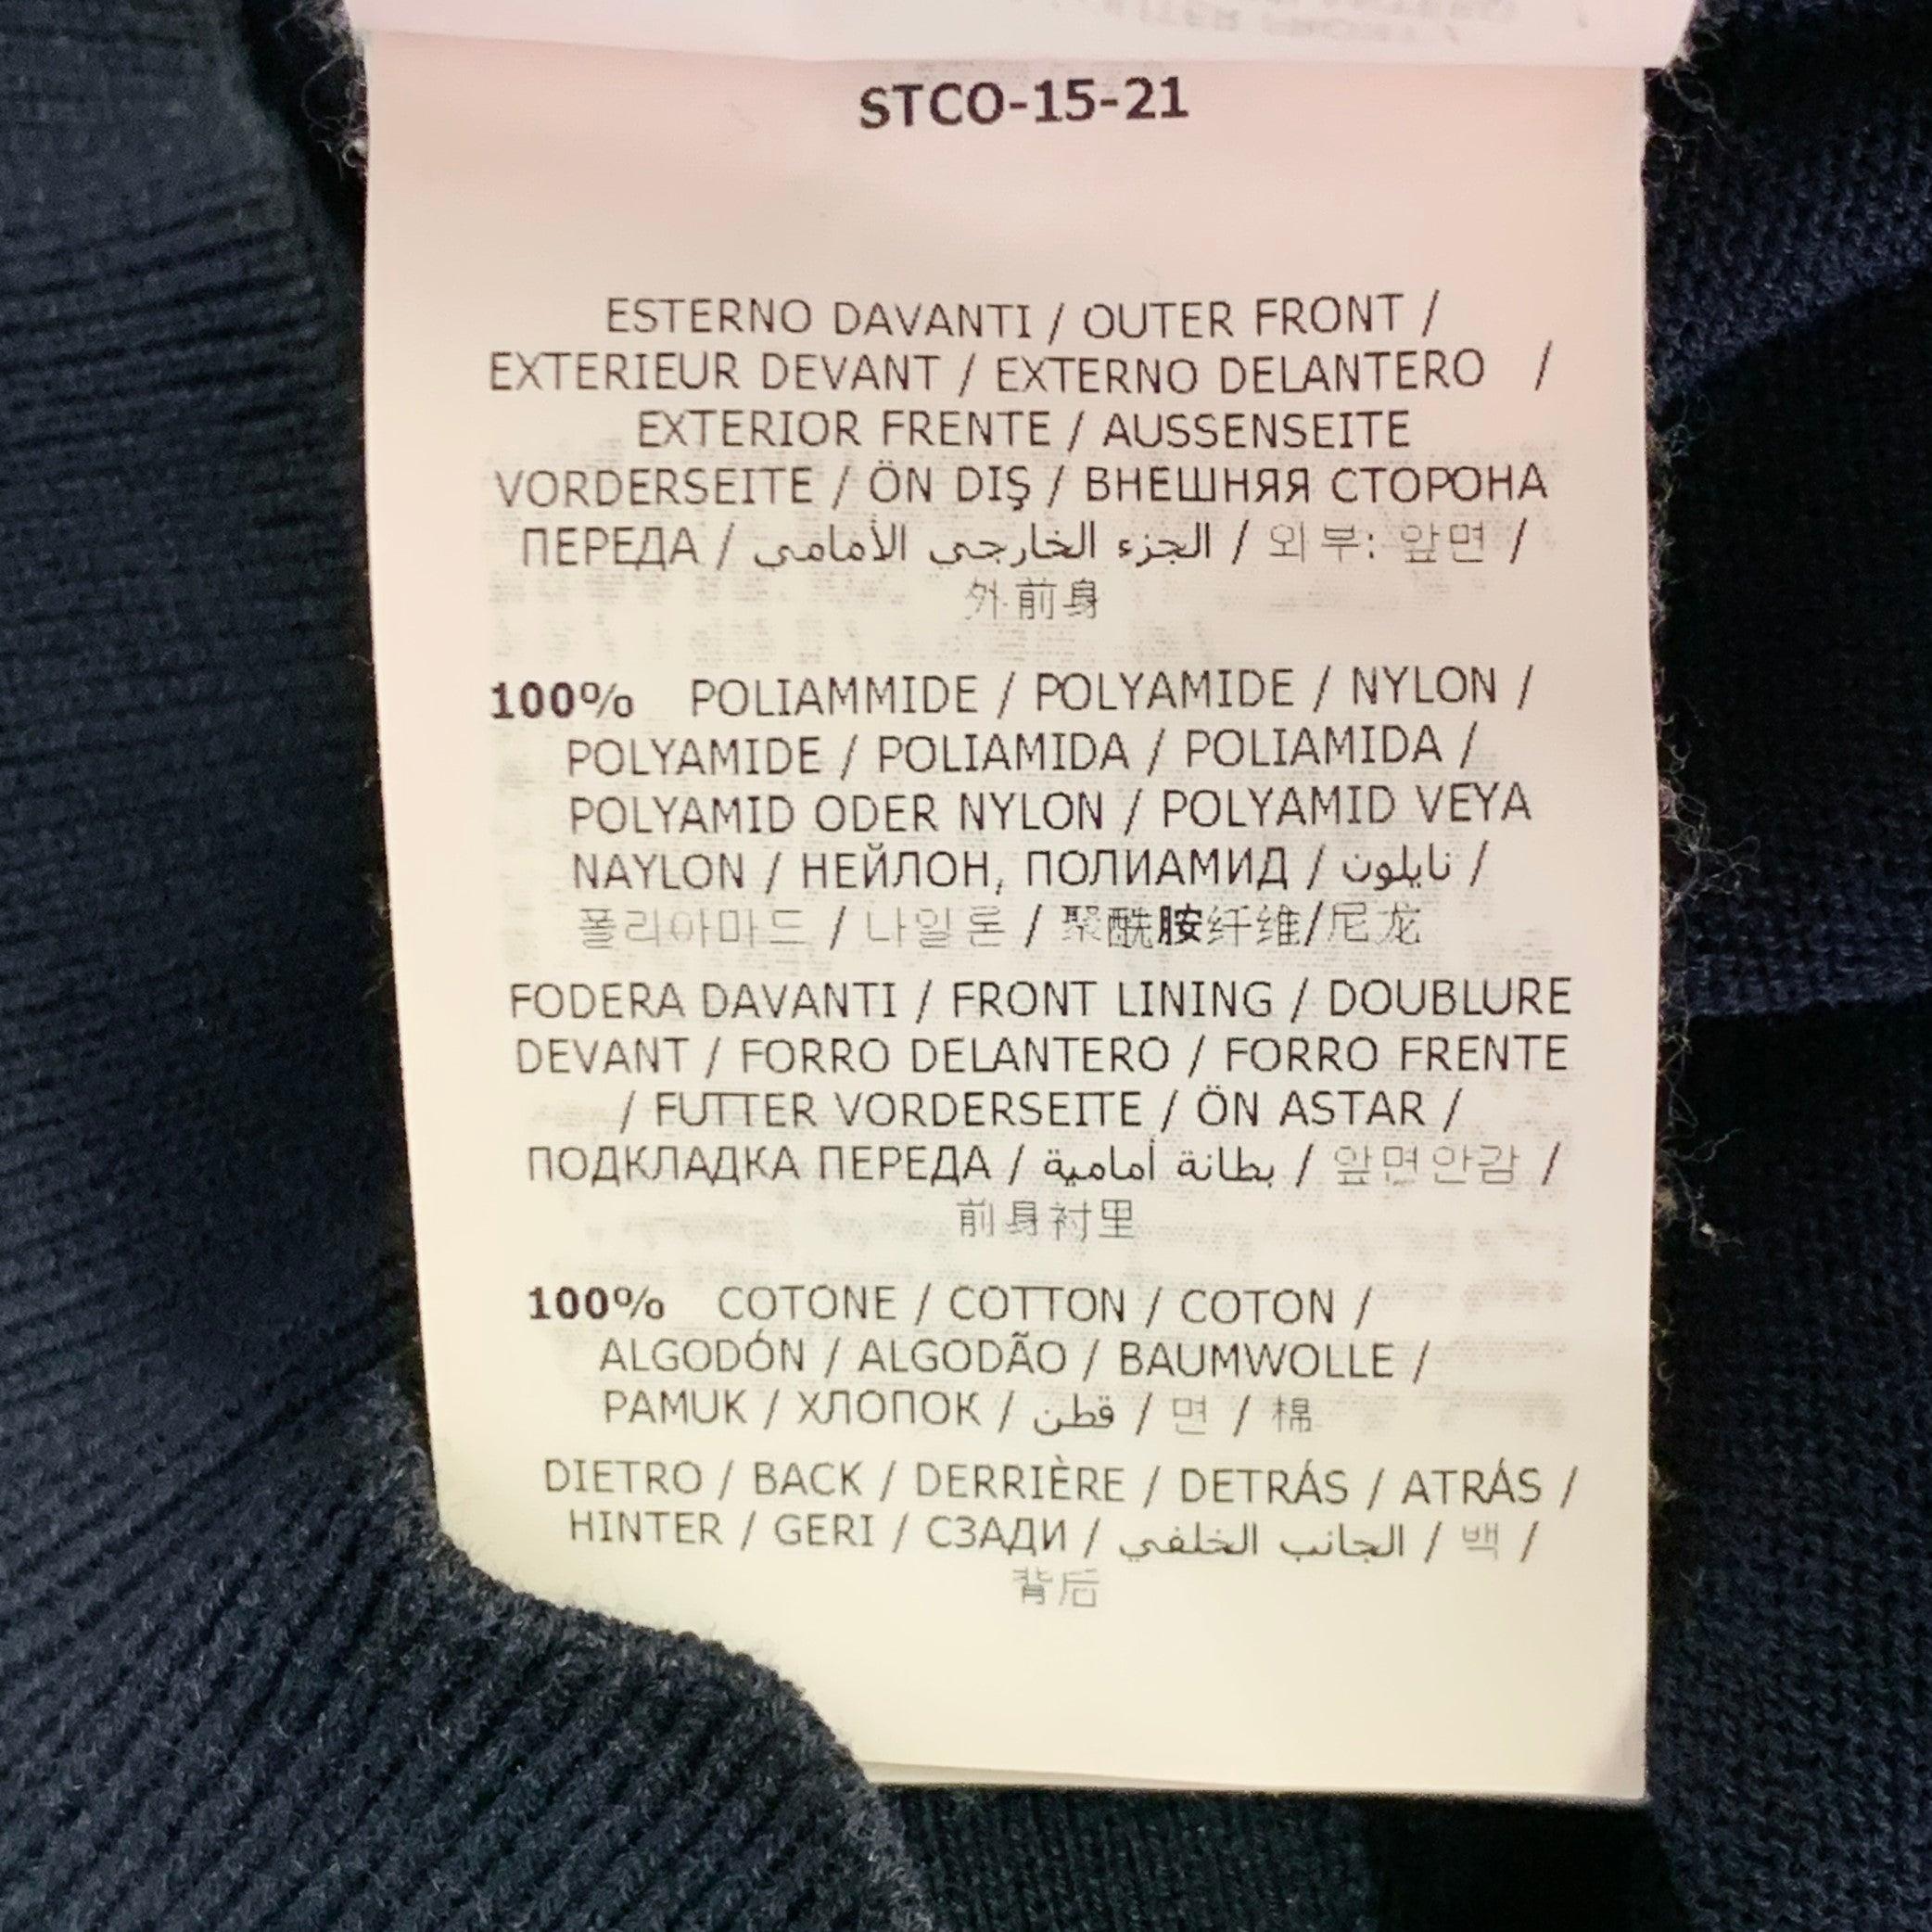 STCO-15-21
ESTERNO DAVANTI / OUTER FRONT /
EXTERIEUR DEVANT / EXTERNO DELANTERO /
EXTERIOR FRENTE / AUSSENSEITE
VORDERSEITE / ÖN DIŞ / ВНЕШНЯЯ СТОРОНА
ПЕРЕДА / الجزء الخارجي الأمامى / 외부: 앞면 /
外前身
100% POLIAMMIDE / POLYAMIDE / NYLON /
POLYAMIDE / POLIAMIDA / POLIAMIDA /
POLYAMID ODER NYLON / POLYAMID VEYA
NAYLON / НЕЙЛОН, ПОЛИАМИД / نايلون /
폴리아마드 / 나일론 / 聚酰胺纤维/尼龙
FODERA DAVANTI / FRONT LINING / DOUBLURE
DEVANT / FORRO DELANTERO / FORRO FRENTE
/ FUTTER VORDERSEITE / ÖN ASTAR /
ПОДКЛАДКА ПЕРЕДА / بطانة أمامية / 앞면안감 /
前身衬里
100% COTONE / COTTON / COTON /
ALGODÓN / ALGODÃO / BAUMWOLLE /
PAMUK / ХЛОПОК / قطن / 면 / 棉
DIETRO / BACK / DERRIÈRE / DETRÁS / ATRÁS /
HINTER / GERI / СЗАДИ / الجانب الخلفي / 백 /
背后